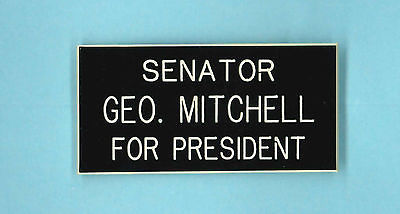 SENATOR
GEO. MITCHELL
FOR PRESIDENT